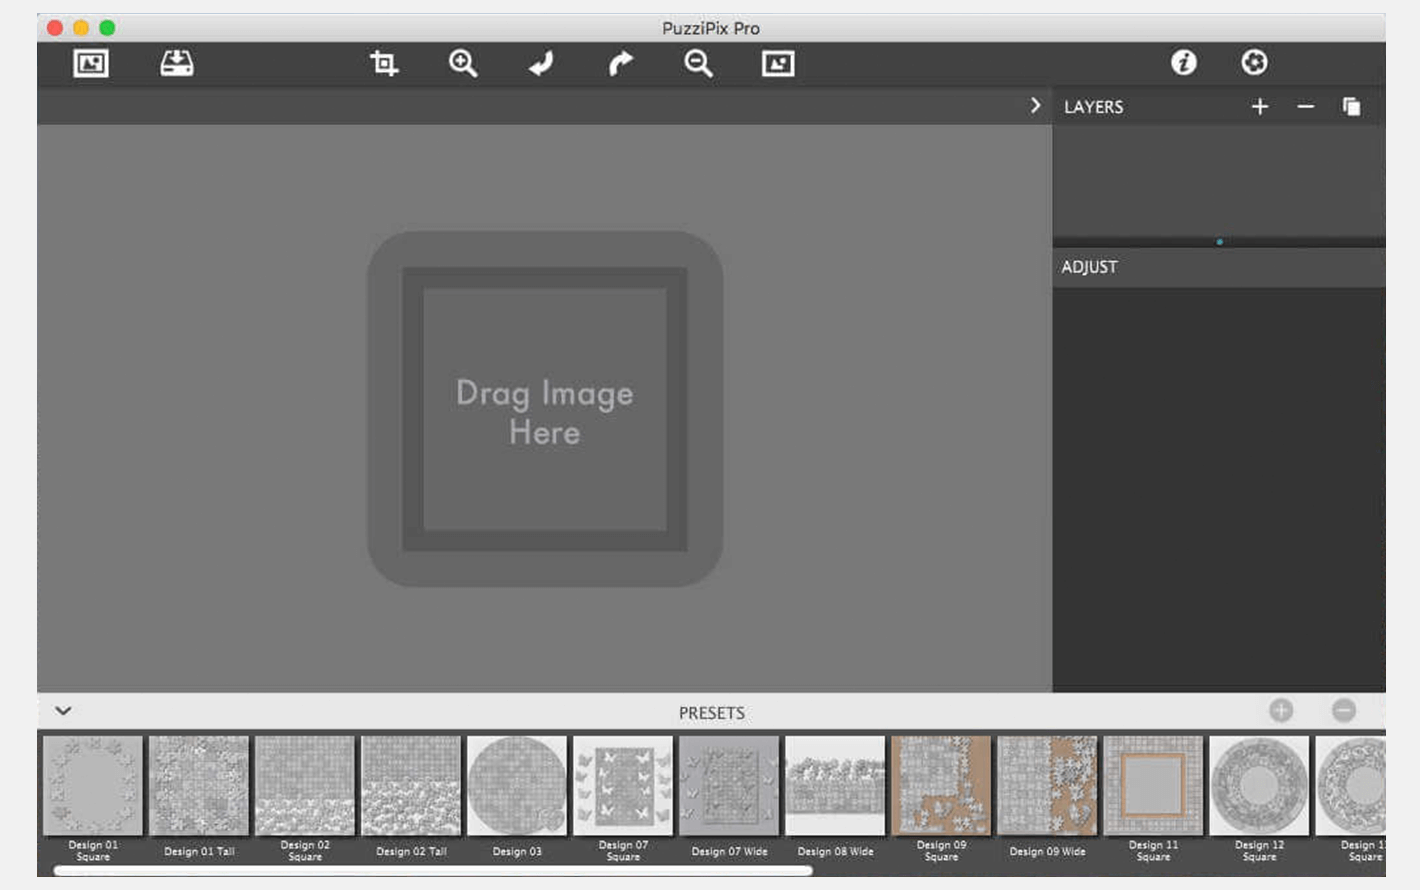 PuzziPix Pro
LAYERS
ADJUST
Drag Image
Here
PRESETS
Design 01
Square
Design 01 Tall
Design 02
Square
Design 02 Tall
Design 03
Design 07
Square
Design 07 Wide
Design 08 Wide
Design 09
Square
Design 09 Wide
Design 11
Square
Design 12
Square
Design 1
Square